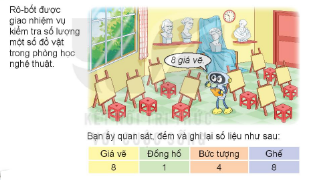 Rô-bốt được
giao nhiệm vụ
kiểm tra số lượng
một số đồ vật
trong phòng học
nghệ thuật.
8 giá vẽ.
Bạn ấy quan sát, đếm và ghi lại số liệu như sau:
Giá vẽ Đồng hồ Bức tượng Ghế
8 1 4 8